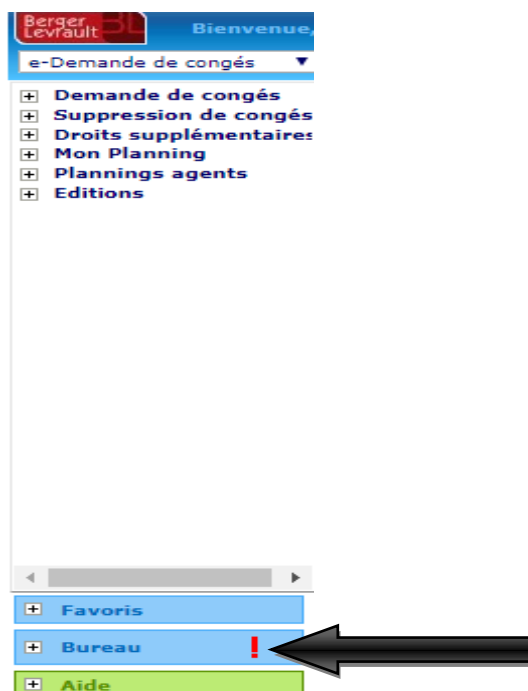 Berger
Levrault BL
Bienvenue,
e-Demande de congés
Demande de congés
Suppression de congés
Droits supplémentaires
Mon Planning
Plannings agents
Editions
Favoris
Bureau !
Aide